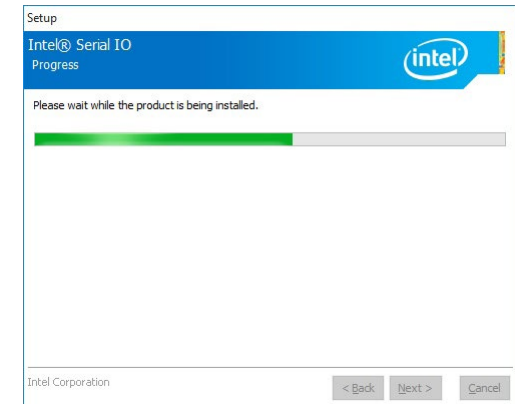 Setup
Intel® Serial IO
Progress
intel
Please wait while the product is being installed.
Intel Corporation
< Back Next > Cancel